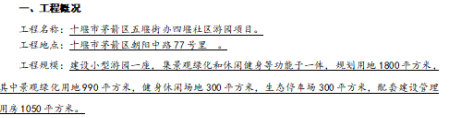 一、工程概况
工程名称：十堰市茅箭区五堰街办四堰社区游园项目。
工程地点：十堰市茅箭区朝阳中路77号里 。
工程规模：建设小型游园一座，集景观绿化和休闲健身等功能于一体，规划用地1800平方米，
其中景观绿化用地990平方米，健身休闲场地300平方米，生态停车场300平方米，配套建设管理
用房1050平方米。